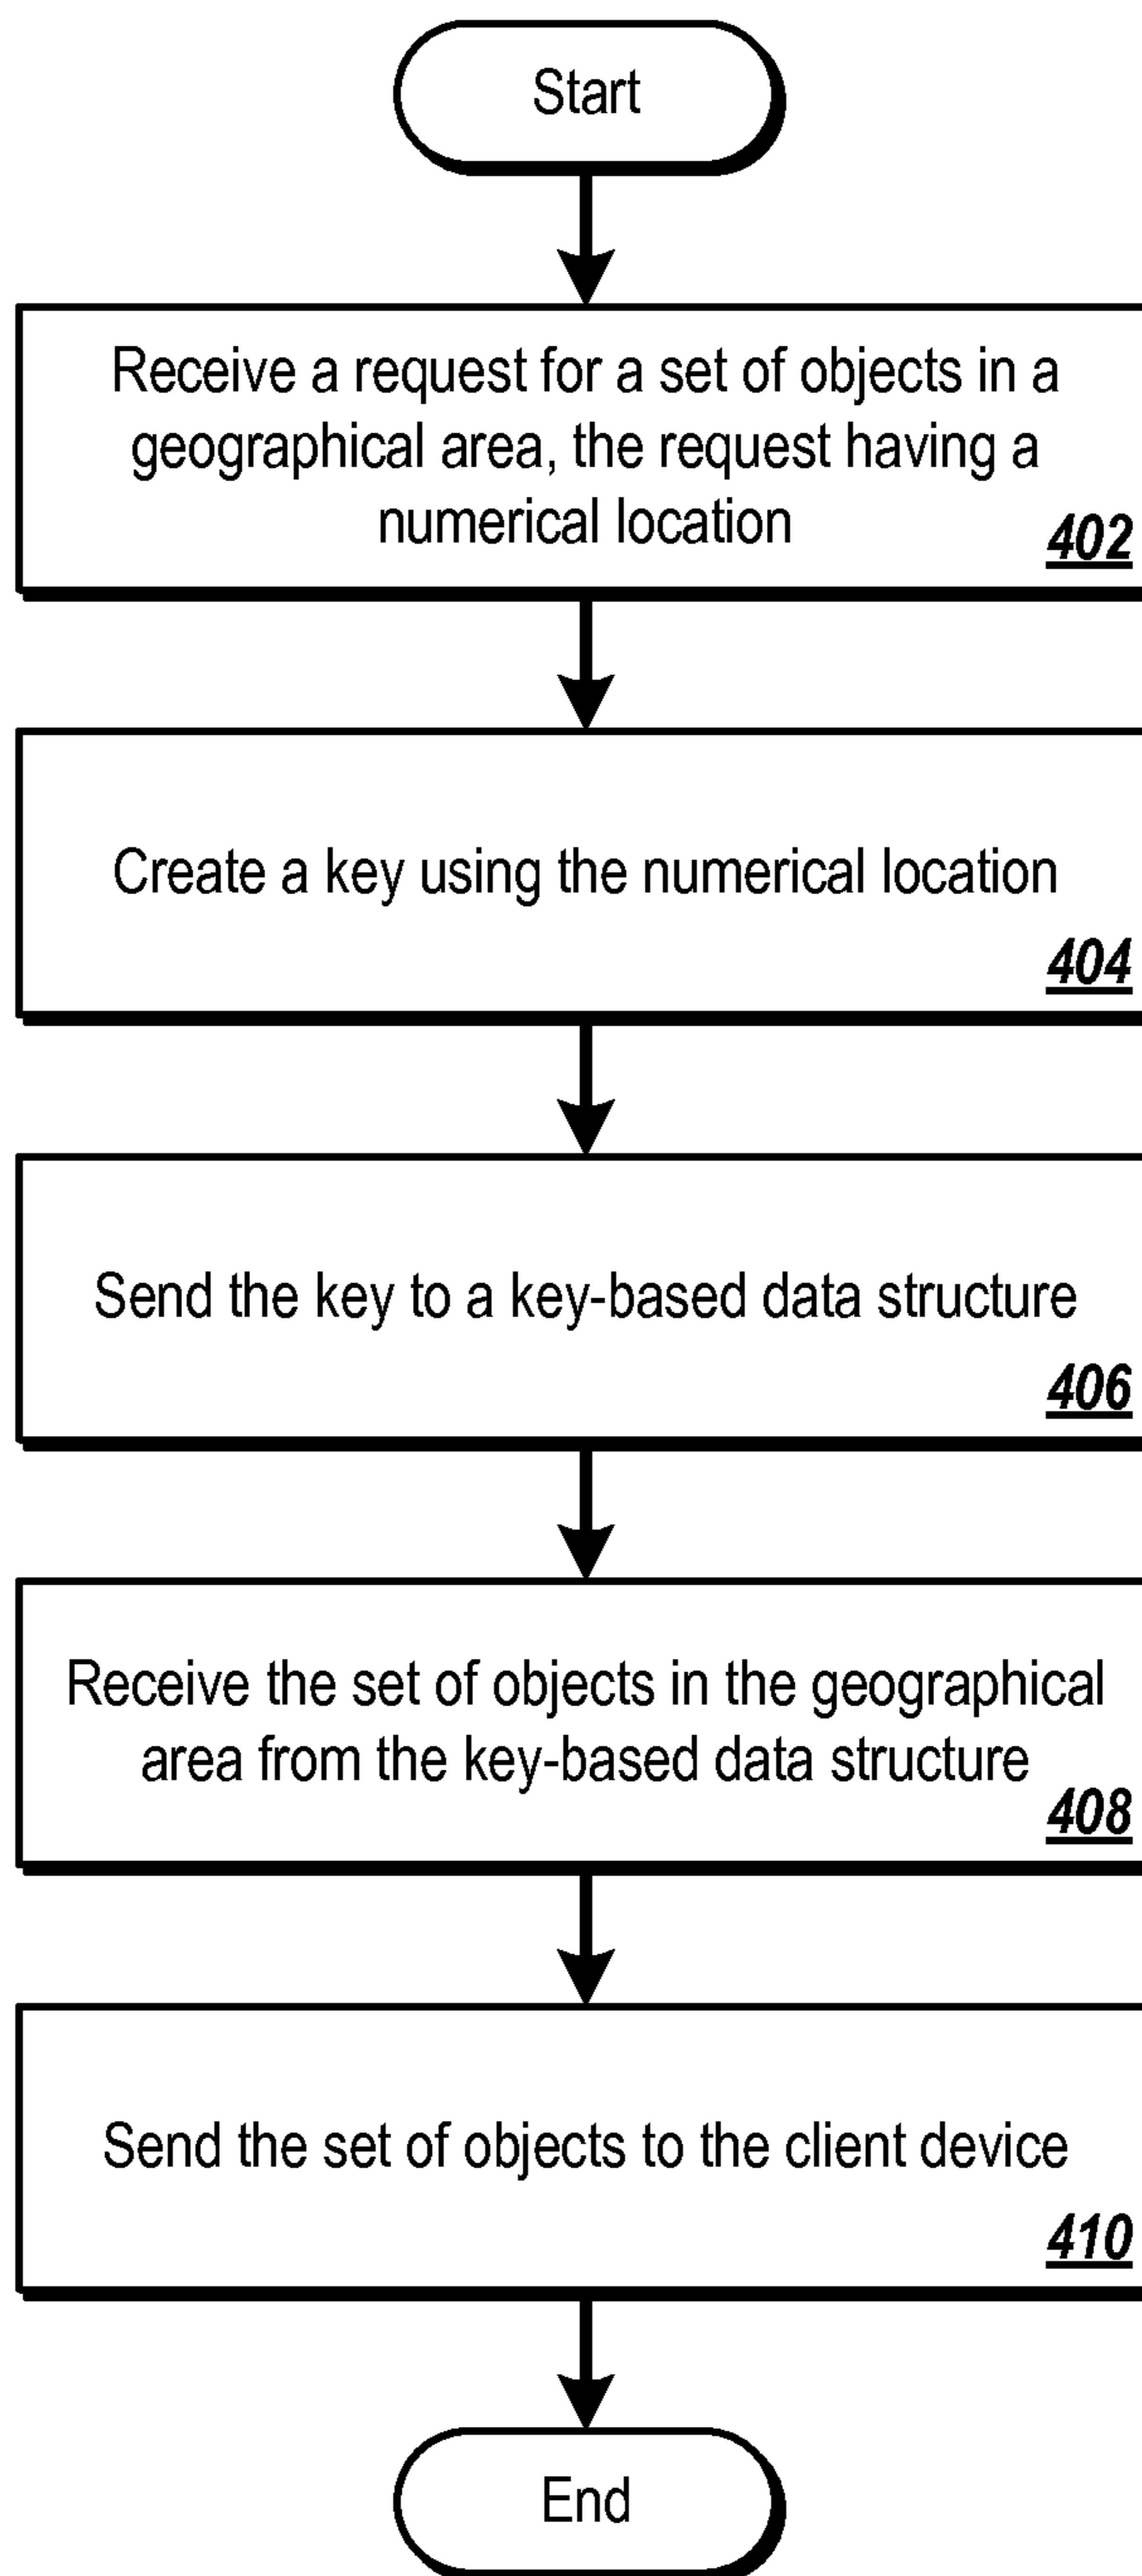 Start
Receive a request for a set of objects in a
geographical area, the request having a
numerical location
402
Create a key using the numerical location
404
Send the key to a key-based data structure
406
Receive the set of objects in the geographical
area from the key-based data structure
408
Send the set of objects to the client device
410
End